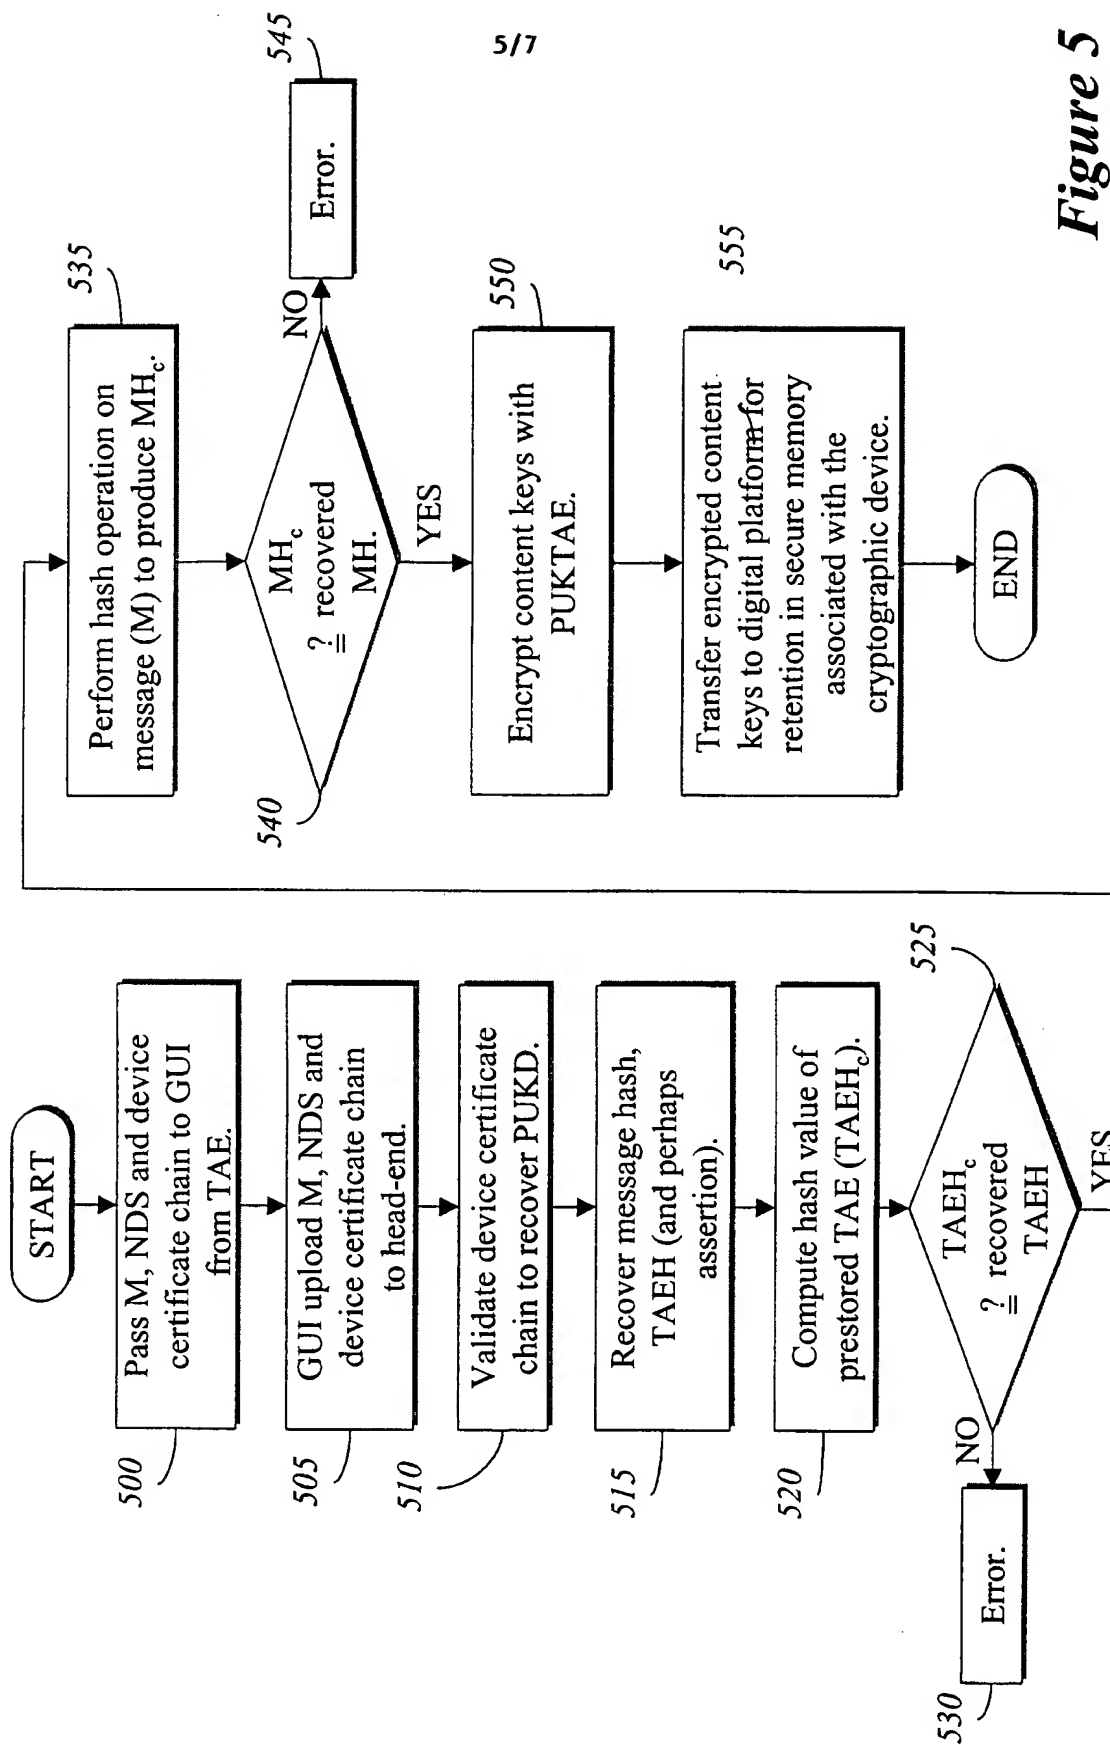 5/7
START
Pass M, NDS and device
certificate chain to GUI
from TAE.
500
GUI upload M, NDS and
device certificate chain
to head-end.
505
Validate device certificate
chain to recover PUKD.
510
Recover message hash,
TAEH (and perhaps
assertion).
515
Compute hash value of
prestored TAE (TAEHc).
520
TAEHc
≟ recovered
TAEH
525
NO
Error.
530
YES
Perform hash operation on
message (M) to produce MHc.
535
MHc
≟ recovered
MH.
540
NO
Error.
545
YES
Encrypt content keys with
PUKTAE.
550
Transfer encrypted content
keys to digital platform for
retention in secure memory
associated with the
cryptographic device.
555
END
Figure 5